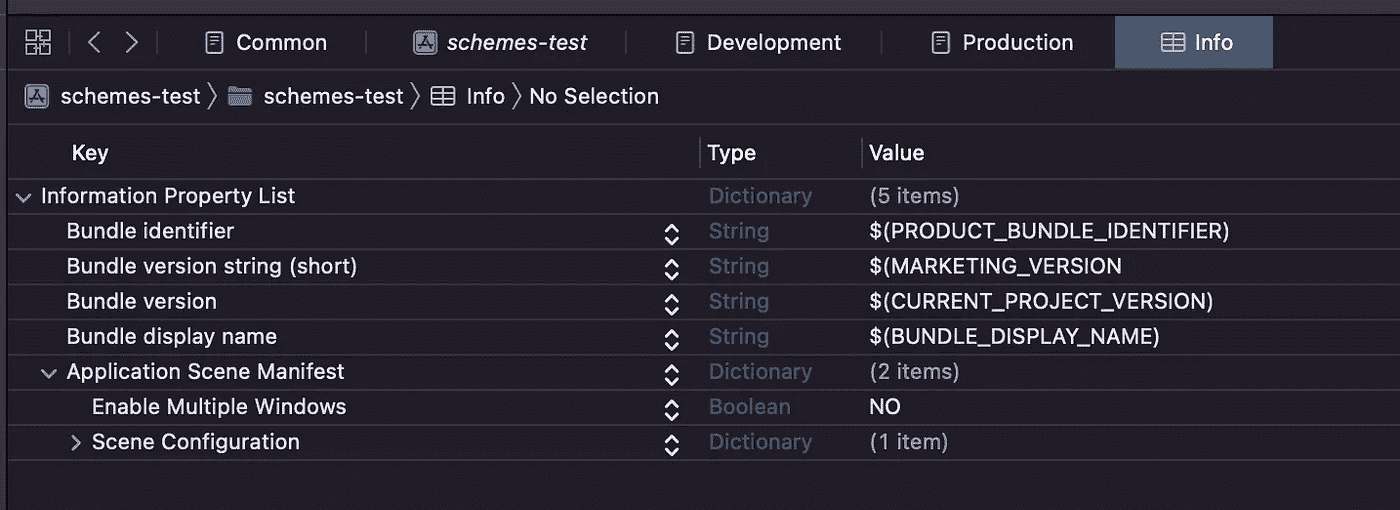 Common schemes-test Development Production Info
schemes-test schemes-test Info No Selection
Key Type Value
Information Property List Dictionary (5 items)
Bundle identifier String $(PRODUCT_BUNDLE_IDENTIFIER)
Bundle version string (short) String $(MARKETING_VERSION
Bundle version String $(CURRENT_PROJECT_VERSION)
Bundle display name String $(BUNDLE_DISPLAY_NAME)
Application Scene Manifest Dictionary (2 items)
Enable Multiple Windows Boolean NO
Scene Configuration Dictionary (1 item)